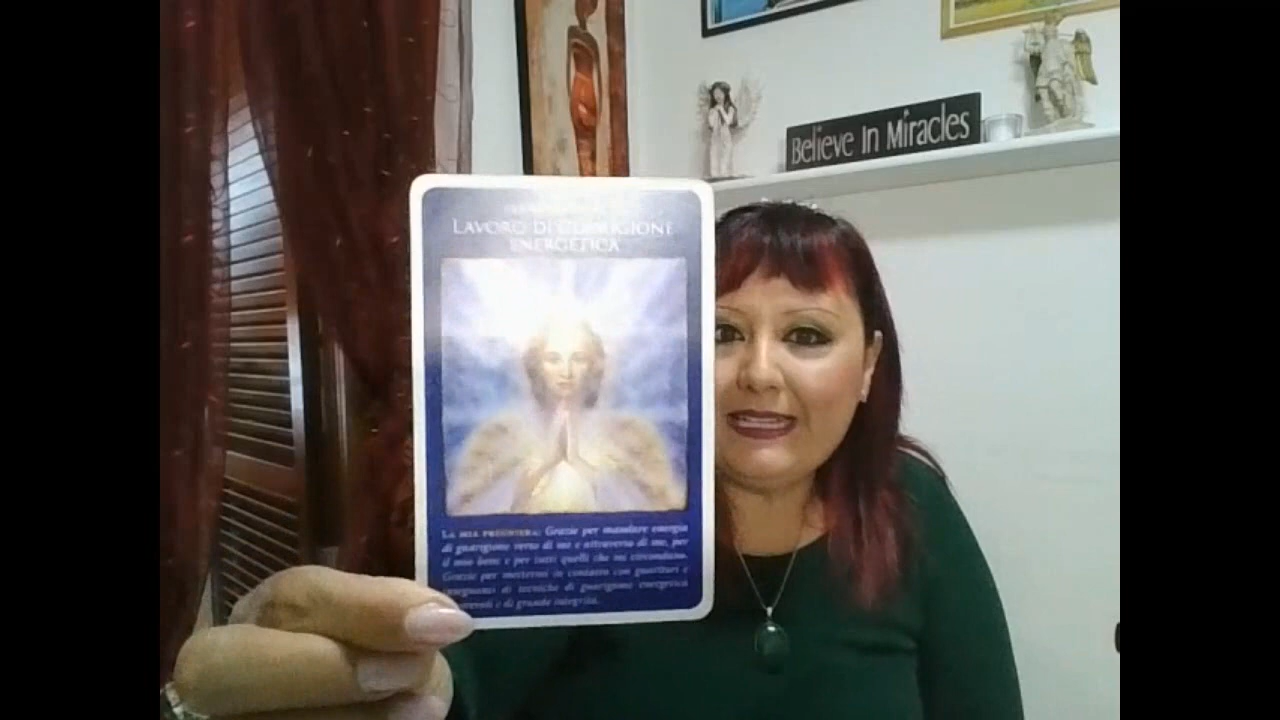 Believe In Miracles
LAVORO DI GUARIGIONE
ENERGETICA
LA MIA PREGHIERA: Grazie per mandare energia
di guarigione verso di me e attraverso di me, per
il mio bene e per tutti quelli che mi circondano.
Grazie per mettermi in contatto con guaritori e
insegnanti di tecniche di guarigione energetica
e di grande integrità.